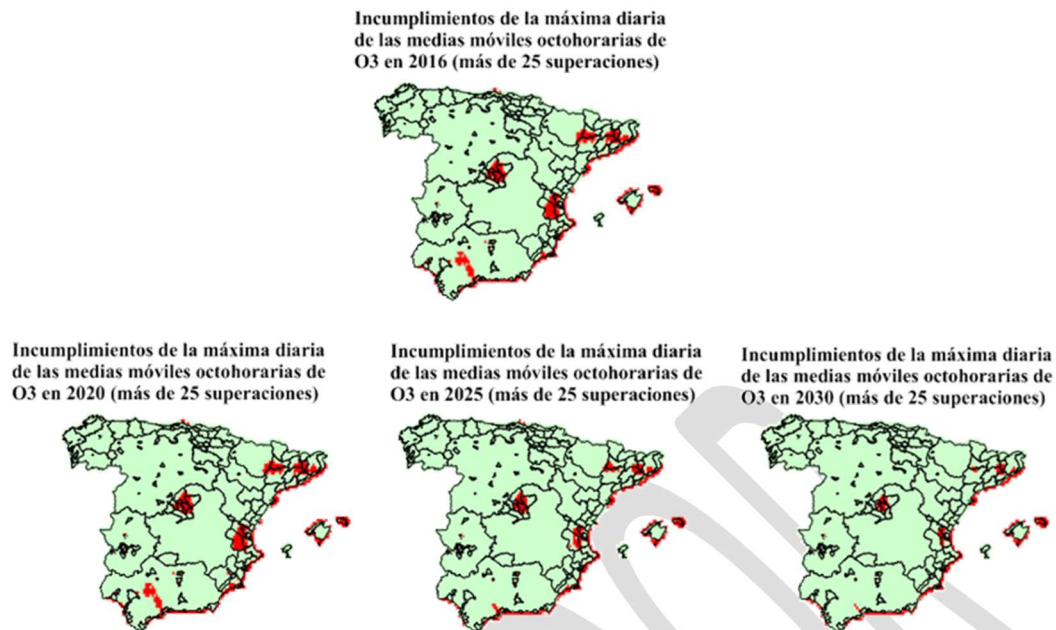 Incumplimientos de la máxima diaria
de las medias móviles octohorarias de
O3 en 2016 (más de 25 superaciones)
Incumplimientos de la máxima diaria
de las medias móviles octohorarias de
O3 en 2020 (más de 25 superaciones)
Incumplimientos de la máxima diaria
de las medias móviles octohorarias de
O3 en 2025 (más de 25 superaciones)
Incumplimientos de la máxima diaria
de las medias móviles octohorarias de
O3 en 2030 (más de 25 superaciones)